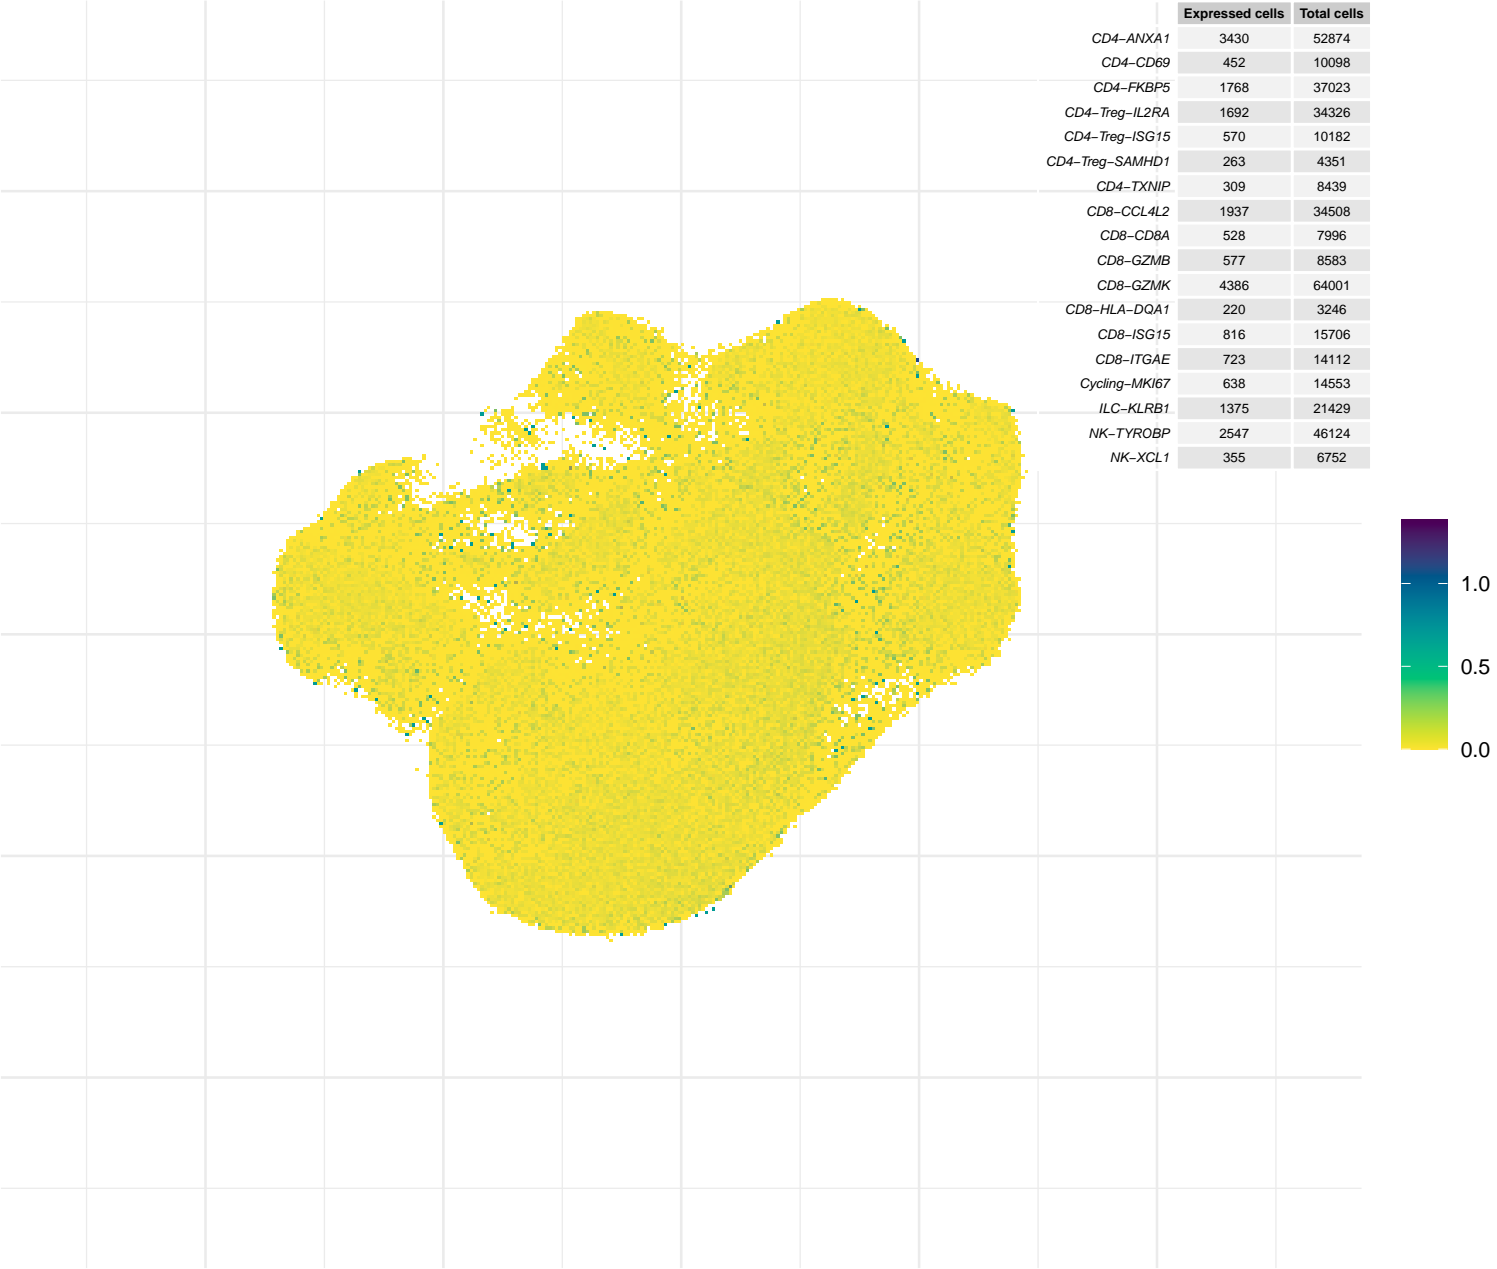 Expressed cells Total cells
CD4−ANXA1 3430 52874
CD4−CD69 452 10098
CD4−FKBP5 1768 37023
CD4−Treg−IL2RA 1692 34326
CD4−Treg−ISG15 570 10182
CD4−Treg−SAMHD1 263 4351
CD4−TXNIP 309 8439
CD8−CCL4L2 1937 34508
CD8−CD8A 528 7996
CD8−GZMB 577 8583
CD8−GZMK 4386 64001
CD8−HLA−DQA1 220 3246
CD8−ISG15 816 15706
CD8−ITGAE 723 14112
Cycling−MKI67 638 14553
ILC−KLRB1 1375 21429
NK−TYROBP 2547 46124
NK−XCL1 355 6752
1.0
0.5
0.0